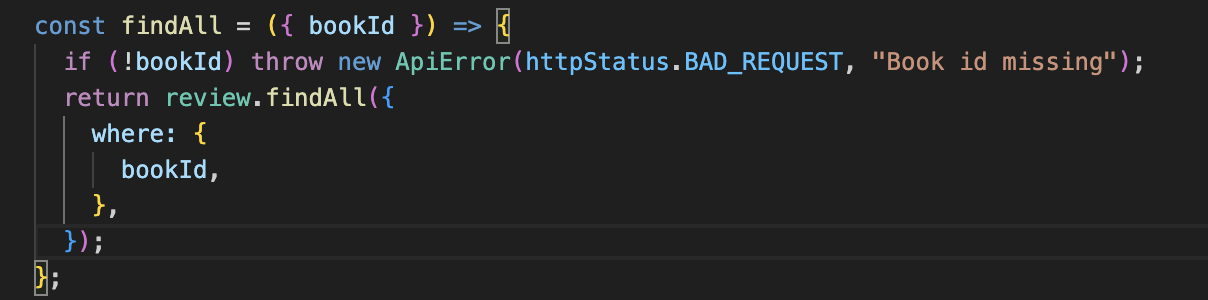 const findAll = ({ bookId }) => {
  if (!bookId) throw new ApiError(httpStatus.BAD_REQUEST, "Book id missing");
  return review.findAll({
    where: {
      bookId,
    },
  });
};